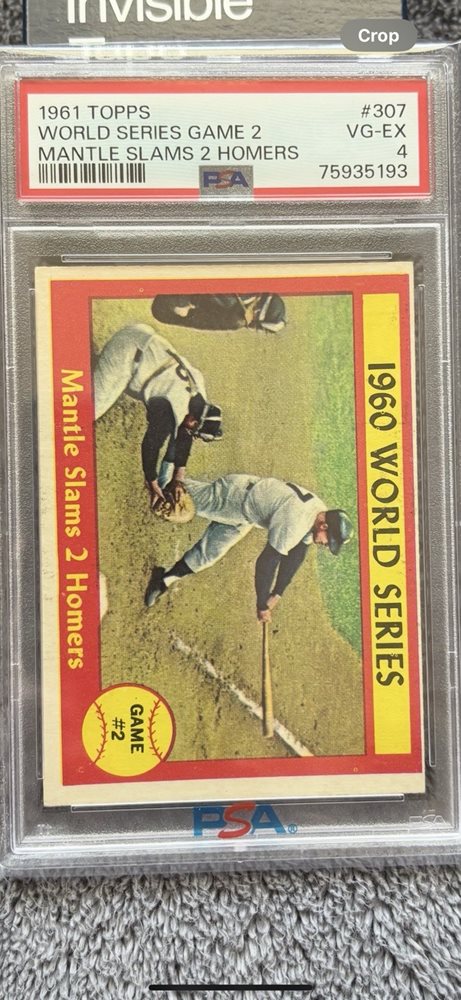 Invisible
Crop
1961 TOPPS
#307
WORLD SERIES GAME 2
VG-EX
MANTLE SLAMS 2 HOMERS
4
PSA
75935193
1960 WORLD SERIES
Mantle Slams 2 Homers
GAME
#2
PSA